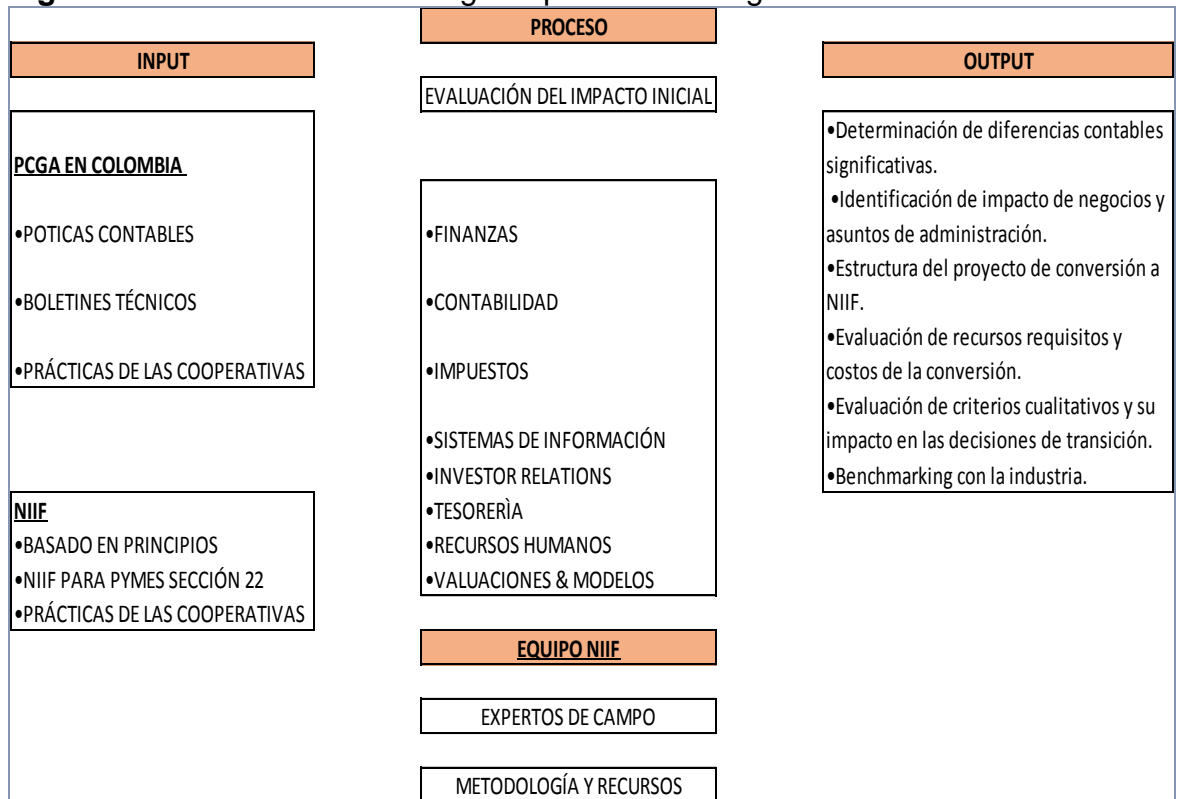 PROCESO
INPUT
OUTPUT
EVALUACIÓN DEL IMPACTO INICIAL
PCGA EN COLOMBIA
•POTICAS CONTABLES
•BOLETINES TÉCNICOS
•PRÁCTICAS DE LAS COOPERATIVAS
NIIF
•BASADO EN PRINCIPIOS
•NIIF PARA PYMES SECCIÓN 22
•PRÁCTICAS DE LAS COOPERATIVAS
•FINANZAS
•CONTABILIDAD
•IMPUESTOS
•SISTEMAS DE INFORMACIÓN
•INVESTOR RELATIONS
•TESORERÌA
•RECURSOS HUMANOS
•VALUACIONES & MODELOS
EQUIPO NIIF
EXPERTOS DE CAMPO
METODOLOGÍA Y RECURSOS
•Determinación de diferencias contables
significativas.
•Identificación de impacto de negocios y
asuntos de administración.
•Estructura del proyecto de conversión a
NIIF.
•Evaluación de recursos requisitos y
costos de la conversión.
•Evaluación de criterios cualitativos y su
impacto en las decisiones de transición.
•Benchmarking con la industria.